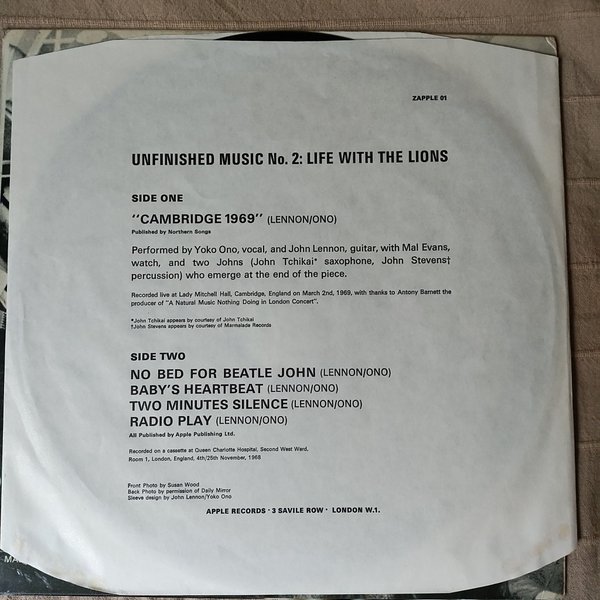 ZAPPLE 01
UNFINISHED MUSIC No. 2: LIFE WITH THE LIONS
SIDE ONE
"CAMBRIDGE 1969" (LENNON/ONO)
Published by Northern Songs
Performed by Yoko Ono, vocal, and John Lennon, guitar, with Mal Evans,
watch, and two Johns (John Tchikai* saxophone, John Stevens†
percussion) who emerge at the end of the piece.
Recorded live at Lady Mitchell Hall, Cambridge, England on March 2nd, 1969, with thanks to Antony Barnett the
producer of "A Natural Music Nothing Doing in London Concert".
*John Tchikai appears by courtesy of John Tchikai
†John Stevens appears by courtesy of Marmalade Records
SIDE TWO
NO BED FOR BEATLE JOHN (LENNON/ONO)
BABY'S HEARTBEAT (LENNON/ONO)
TWO MINUTES SILENCE (LENNON/ONO)
RADIO PLAY (LENNON/ONO)
All Published by Apple Publishing Ltd.
Recorded on a cassette at Queen Charlotte Hospital, Second West Ward,
Room 1, London, England, 4th/25th November, 1968
Front Photo by Susan Wood
Back Photo by permission of Daily Mirror
Sleeve design by John Lennon/Yoko Ono
APPLE RECORDS · 3 SAVILE ROW · LONDON W.1.